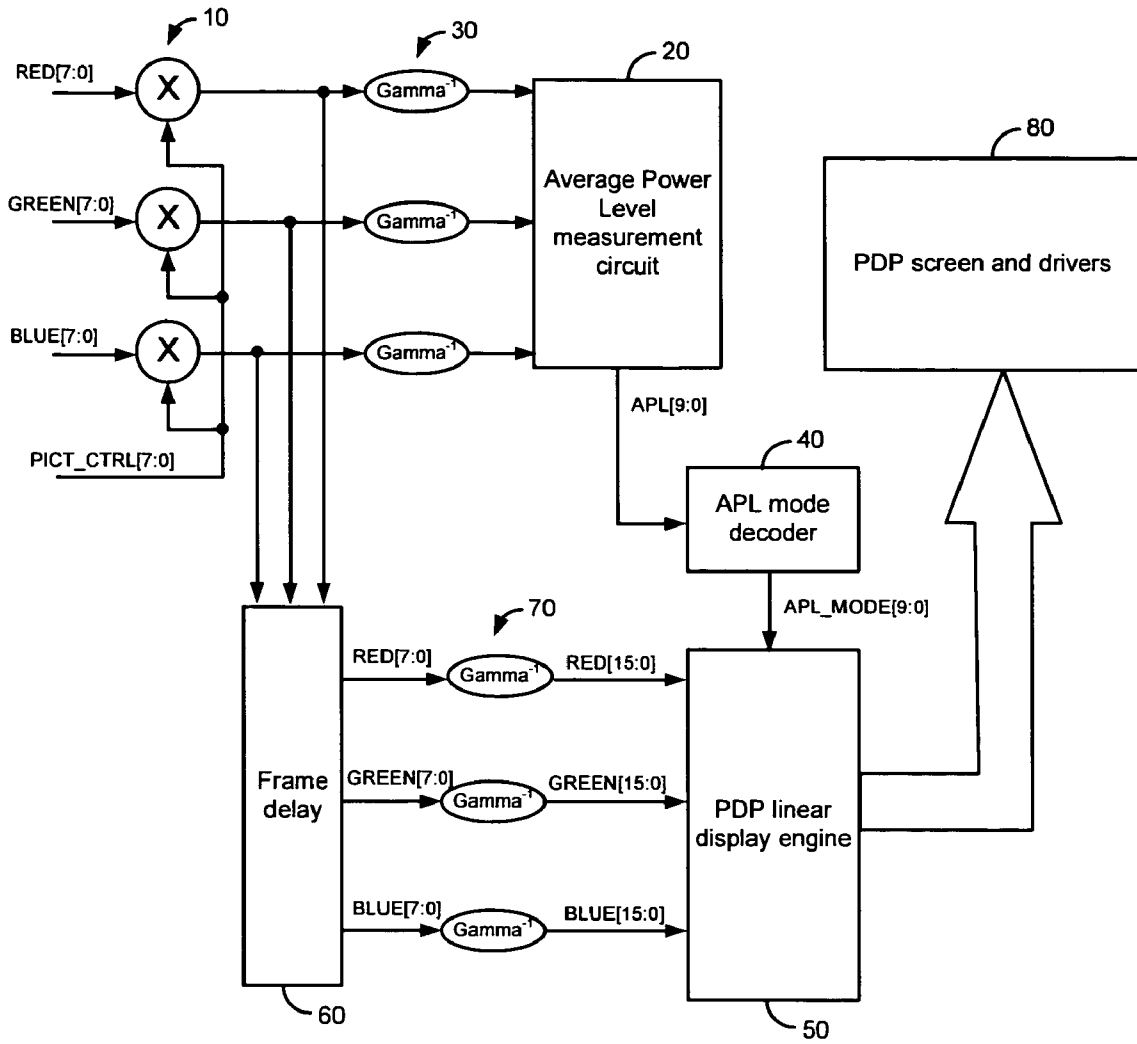 10
30
20
80
RED[7:0]
X
Gamma⁻¹
GREEN[7:0]
X
Gamma⁻¹
Average Power
Level
measurement
circuit
PDP screen and drivers
BLUE[7:0]
X
Gamma⁻¹
APL[9:0]
PICT_CTRL[7:0]
40
APL mode
decoder
APL_MODE[9:0]
70
RED[7:0]
Gamma⁻¹
RED[15:0]
Frame
delay
GREEN[7:0]
Gamma⁻¹
GREEN[15:0]
PDP linear
display engine
BLUE[7:0]
Gamma⁻¹
BLUE[15:0]
60
50